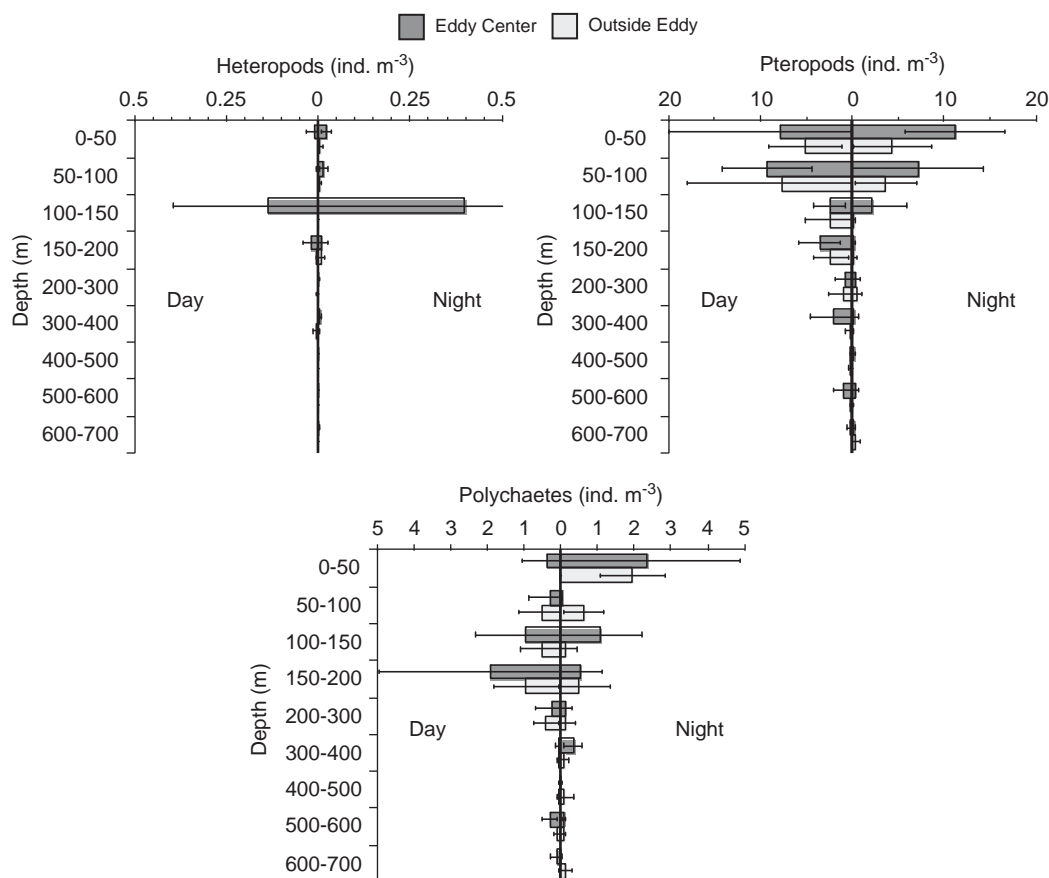 Eddy Center Outside Eddy
Heteropods (ind. m-3)
0.5 0.25 0 0.25 0.5
Depth (m)
0-50
50-100
100-150
150-200
200-300
300-400
400-500
500-600
600-700
Day Night
Pteropods (ind. m-3)
20 10 0 10 20
Depth (m)
0-50
50-100
100-150
150-200
200-300
300-400
400-500
500-600
600-700
Day Night
Polychaetes (ind. m-3)
5 4 3 2 1 0 1 2 3 4 5
Depth (m)
0-50
50-100
100-150
150-200
200-300
300-400
400-500
500-600
600-700
Day Night